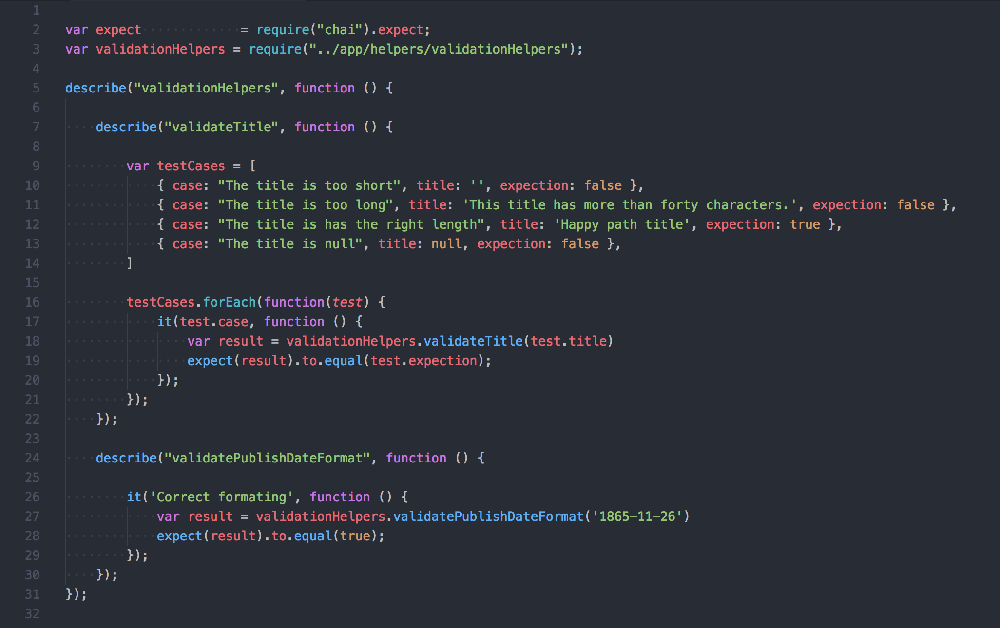 1
2 var expect             = require("chai").expect;
3 var validationHelpers = require("../app/helpers/validationHelpers");
4
5 describe("validationHelpers", function () {
6
7     describe("validateTitle", function () {
8
9         var testCases = [
10             { case: "The title is too short", title: '', expection: false },
11             { case: "The title is too long", title: 'This title has more than forty characters.', expection: false },
12             { case: "The title is has the right length", title: 'Happy path title', expection: true },
13             { case: "The title is null", title: null, expection: false },
14         ]
15
16         testCases.forEach(function(test) {
17             it(test.case, function () {
18                 var result = validationHelpers.validateTitle(test.title)
19                 expect(result).to.equal(test.expection);
20             });
21         });
22     });
23
24     describe("validatePublishDateFormat", function () {
25
26         it('Correct formating', function () {
27             var result = validationHelpers.validatePublishDateFormat('1865-11-26')
28             expect(result).to.equal(true);
29         });
30     });
31 });
32